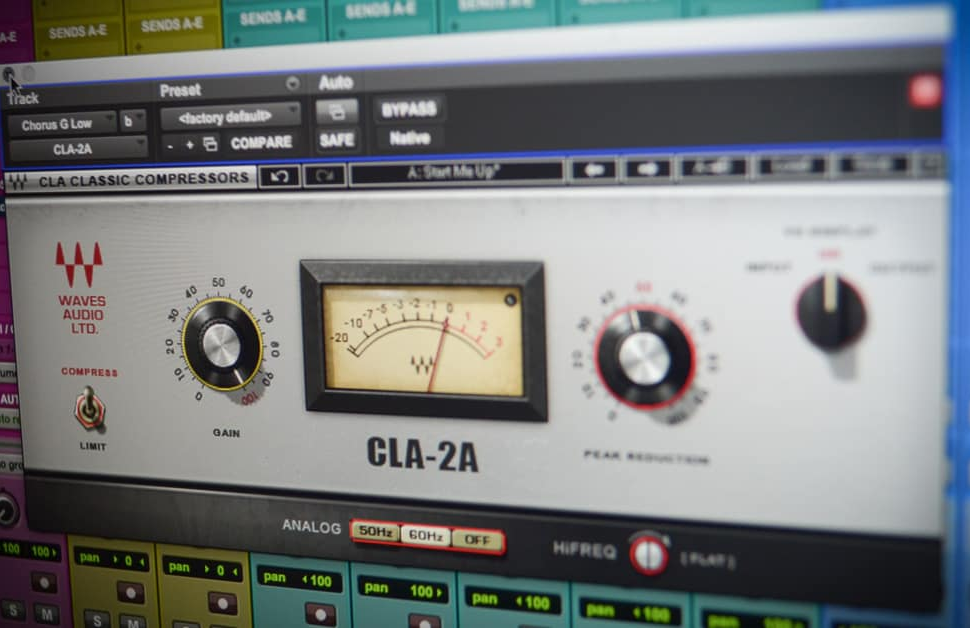 A-E
SENDS A-E
SENDS A-E
SENDS A-E
SENDS A-E
SENDS A-E
Track
Preset
Auto
Chorus G Low
b
<factory default>
BYPASS
CLA-2A
- +
COMPARE
SAFE
Native
CLA CLASSIC COMPRESSORS
A: Start Me Up*
WAVES
AUDIO
LTD.
COMPRESS
LIMIT
0 10 20 30 40 50 60 70 80 90 100
GAIN
-20 -10 -7 -5 -3 -2 -1 0 1 2 3
CLA-2A
PEAK REDUCTION
INPUT
OUTPUT
ANALOG
50Hz
60Hz
OFF
HiFREQ
[FLAT]
100 100
pan 0
pan 0
pan 100
pan 100
pan 100
pan 100
pan 100
S M
S M
S